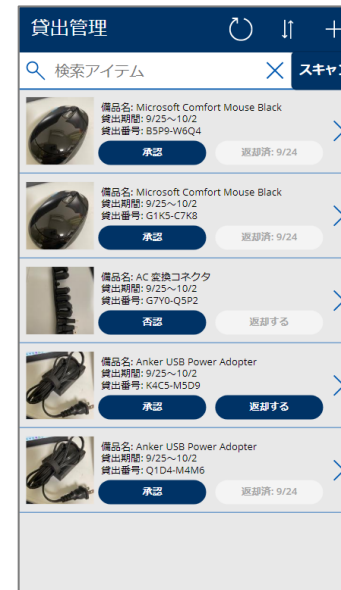 貸出管理
検索アイテム
スキャン
備品名: Microsoft Comfort Mouse Black
貸出期間: 9/25～10/2
貸出番号: B5P9-W6Q4
承認 返却済: 9/24
備品名: Microsoft Comfort Mouse Black
貸出期間: 9/25～10/2
貸出番号: G1K5-C7K8
承認 返却済: 9/24
備品名: AC 変換コネクタ
貸出期間: 9/25～10/2
貸出番号: G7Y0-Q5P2
否認 返却する
備品名: Anker USB Power Adopter
貸出期間: 9/25～10/2
貸出番号: K4C5-M5D9
承認 返却する
備品名: Anker USB Power Adopter
貸出期間: 9/25～10/2
貸出番号: Q1D4-M4M6
承認 返却済: 9/24